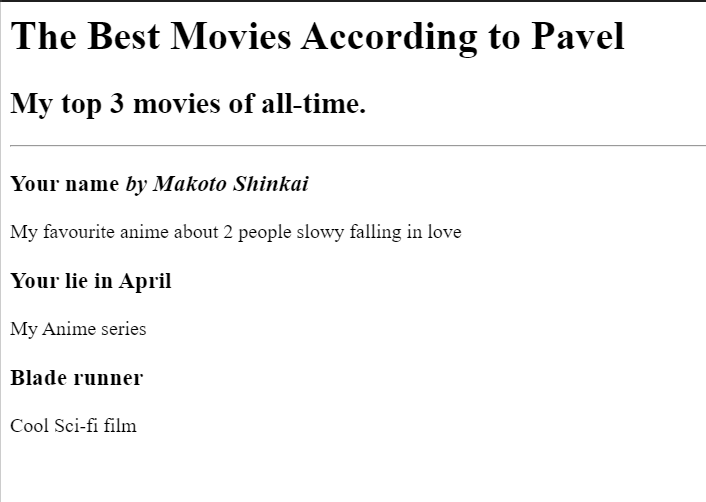 The Best Movies According to Pavel
My top 3 movies of all-time.
Your name by Makoto Shinkai
My favourite anime about 2 people slowy falling in love
Your lie in April
My Anime series
Blade runner
Cool Sci-fi film